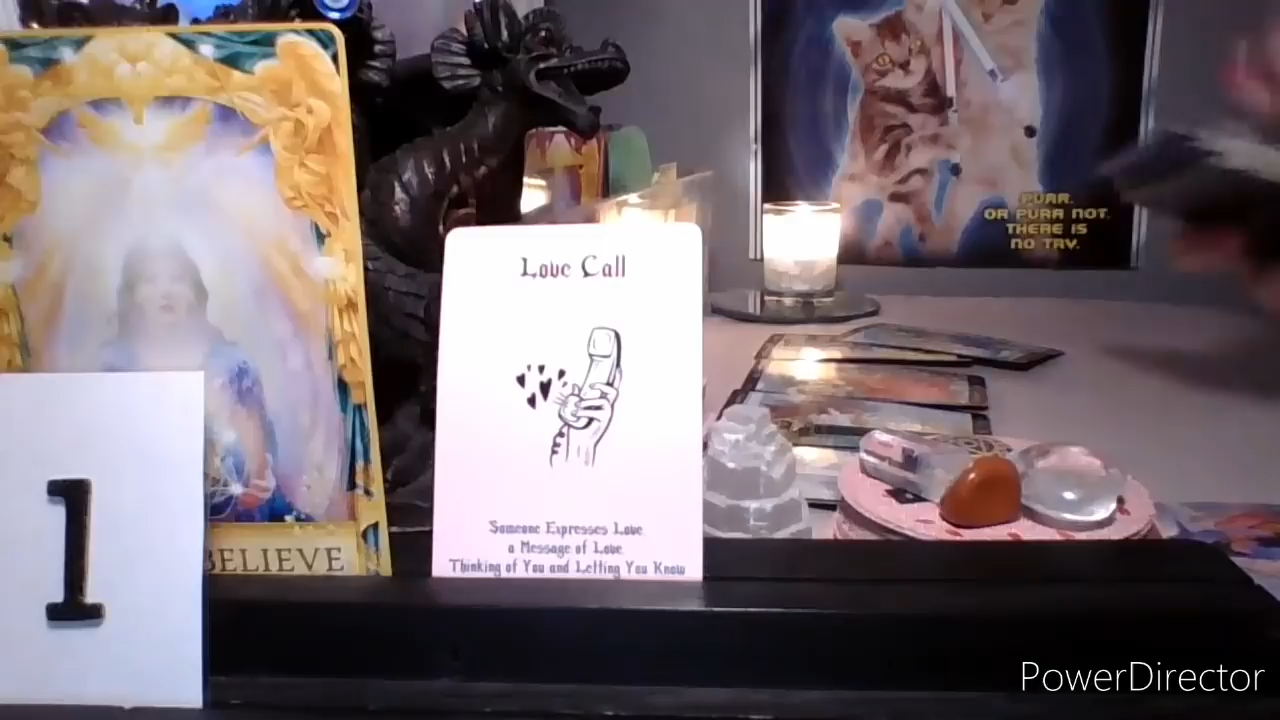 Love Call
Someone Expresses Love
a Message of Love
Thinking of You and Letting You Know
BELIEVE
1
PURR.
OR PURR NOT.
THERE IS
NO TRY.
PowerDirector